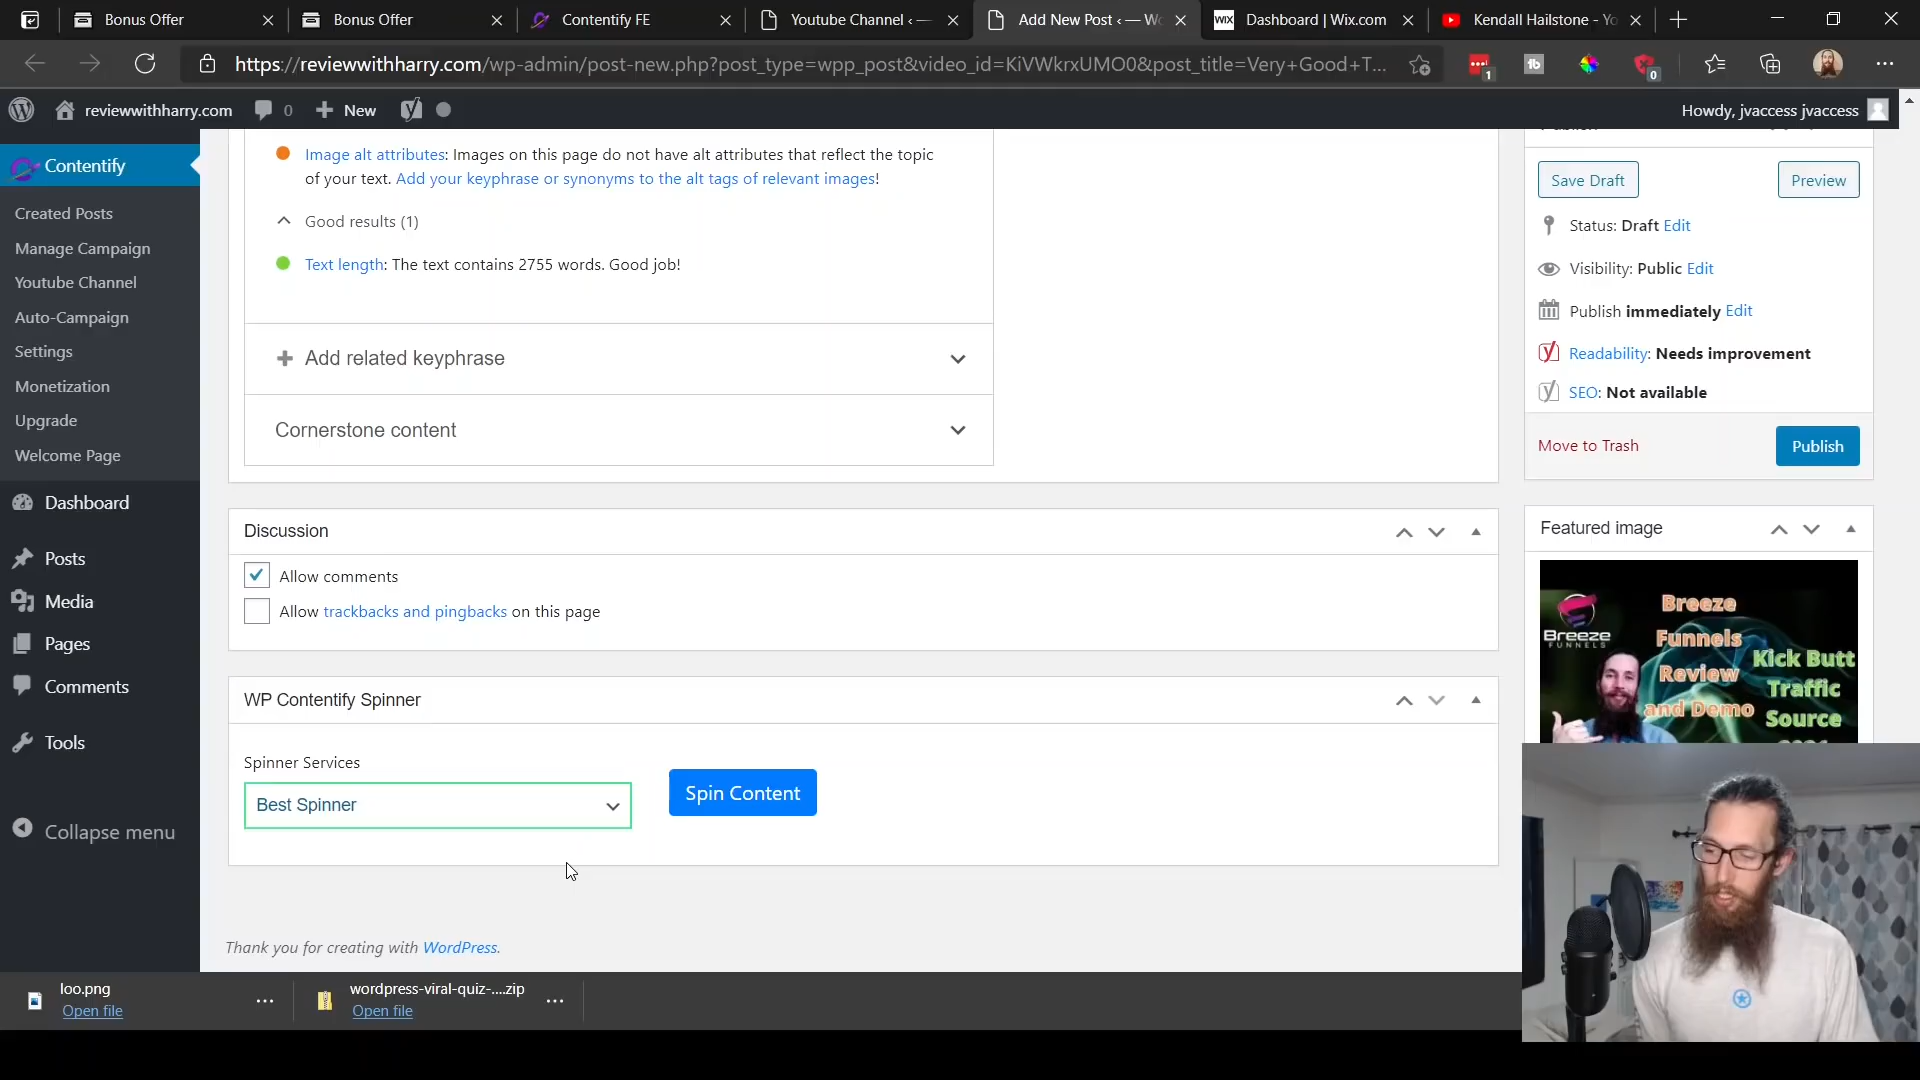 Bonus Offer
Bonus Offer
Contentify FE
Youtube Channel ‹ —
Add New Post ‹ — Wo
WIX
Dashboard | Wix.com
Kendall Hailstone - Yo
https://reviewwithharry.com/wp-admin/post-new.php?post_type=wpp_post&video_id=KiVWkrxUMO0&post_title=Very+Good+T...
1
tb
0
reviewwithharry.com
0
New
Howdy, jvaccess jvaccess
Contentify
Created Posts
Manage Campaign
Youtube Channel
Auto-Campaign
Settings
Monetization
Upgrade
Welcome Page
Dashboard
Posts
Media
Pages
Comments
Tools
Collapse menu
Image alt attributes: Images on this page do not have alt attributes that reflect the topic
of your text. Add your keyphrase or synonyms to the alt tags of relevant images!
Good results (1)
Text length: The text contains 2755 words. Good job!
Add related keyphrase
Cornerstone content
Discussion
Allow comments
Allow trackbacks and pingbacks on this page
WP Contentify Spinner
Spinner Services
Best Spinner
Spin Content
Thank you for creating with WordPress.
Save Draft
Preview
Status: Draft Edit
Visibility: Public Edit
Publish immediately Edit
Readability: Needs improvement
SEO: Not available
Move to Trash
Publish
Featured image
Breeze
FUNNELS
Breeze
Funnels
Review
and Demo
Kick Butt
Traffic
Source
loo.png
Open file
wordpress-viral-quiz-....zip
Open file